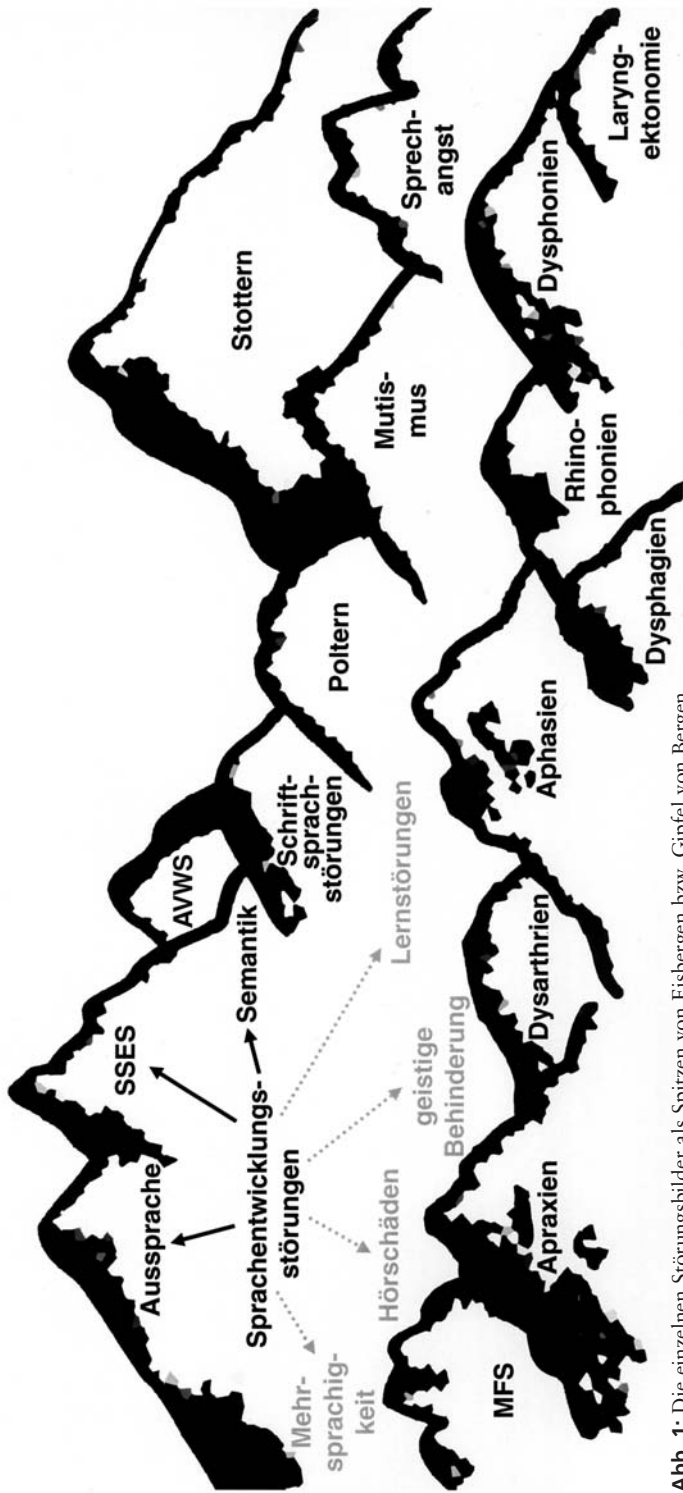 Aussprache
SSES
AVWS
Sprachentwicklungs-
störungen
Semantik
Schrift-
sprach-
störungen
Poltern
Stottern
Mutis-
mus
Sprech-
angst
Mehr-
sprachig-
keit
Hörschäden
geistige
Behinderung
Lernstörungen
MFS
Apraxien
Dysarthrien
Aphasien
Dysphagien
Rhino-
phonien
Dysphonien
Laryng-
ektonomie
Abb. 1: Die einzelnen Störungsbilder als Spitzen von Eisbergen bzw. Gipfel von Bergen